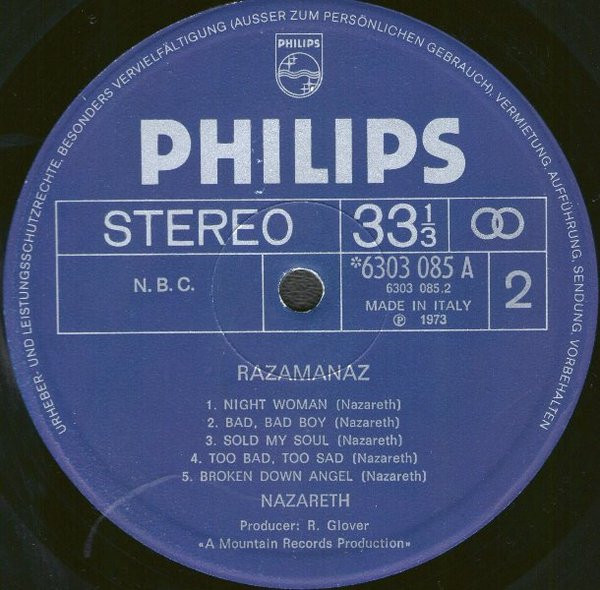 URHEBER- UND LEISTUNGSSCHUTZRECHTE, BESONDERS VERVIELFÄLTIGUNG (AUSSER ZUM PERSÖNLICHEN GEBRAUCH), VERMIETUNG, AUFFÜHRUNG, SENDUNG, VORBEHALTEN
PHILIPS
PHILIPS
STEREO 33 1/3
N.B.C. *6303 085 A 2
6303 085.2
MADE IN ITALY
℗ 1973
RAZAMANAZ
1. NIGHT WOMAN (Nazareth)
2. BAD, BAD BOY (Nazareth)
3. SOLD MY SOUL (Nazareth)
4. TOO BAD, TOO SAD (Nazareth)
5. BROKEN DOWN ANGEL (Nazareth)
NAZARETH
Producer: R. Glover
«A Mountain Records Production»